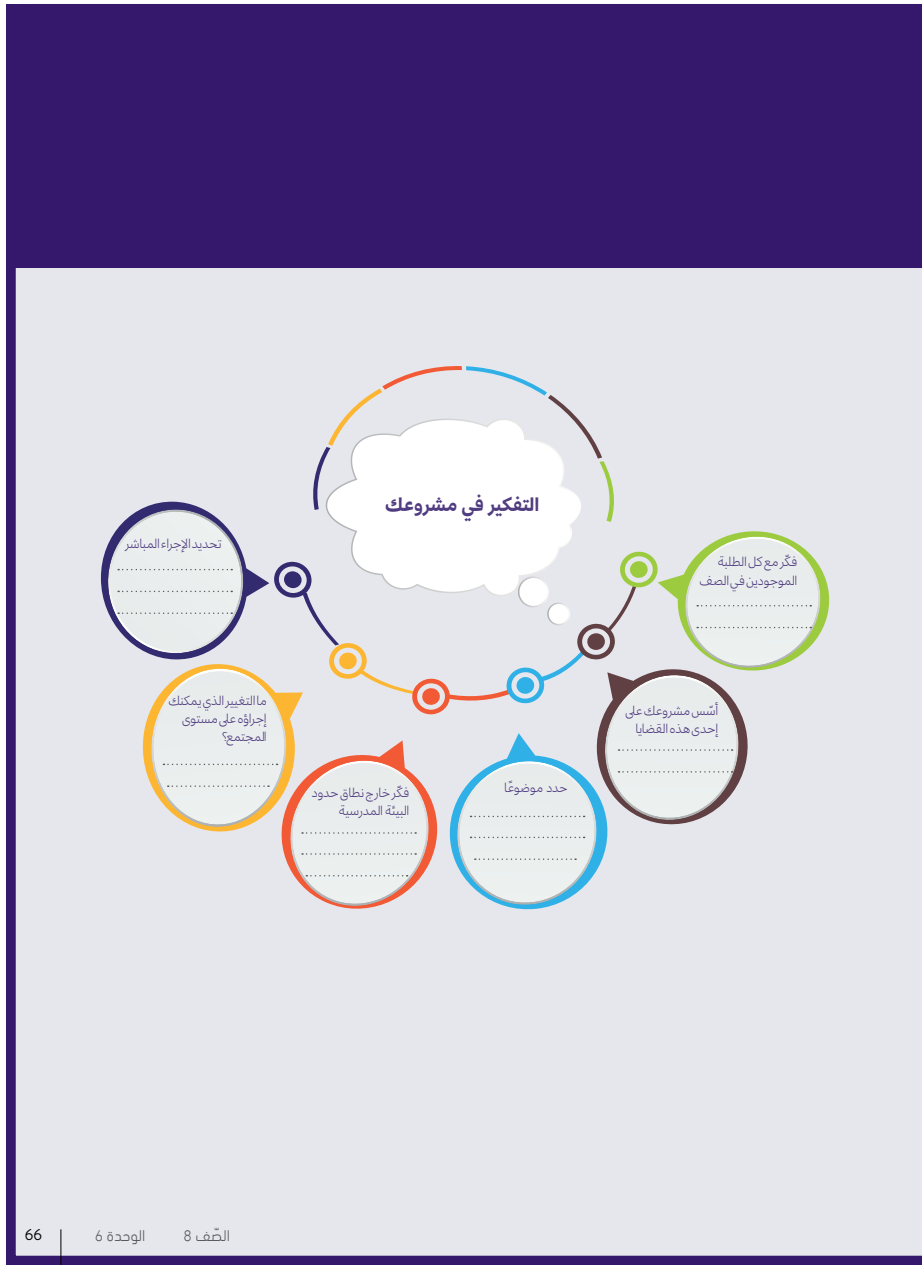 التفكير في مشروعك
فكّر مع كل الطلبة
الموجودين في الصف
أسّس مشروعك على
إحدى هذه القضايا
حدد موضوعًا
فكّر خارج نطاق حدود
البيئة المدرسية
ما التغيير الذي يمكنك
إجراؤه على مستوى
المجتمع؟
تحديد الإجراء المباشر
الصّف 8 الوحدة 6 66